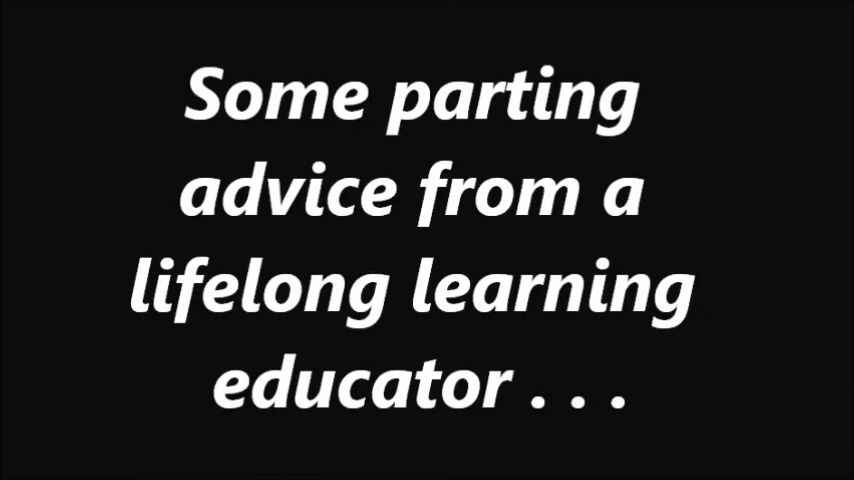 Some parting
advice from a
lifelong learning
educator . . .